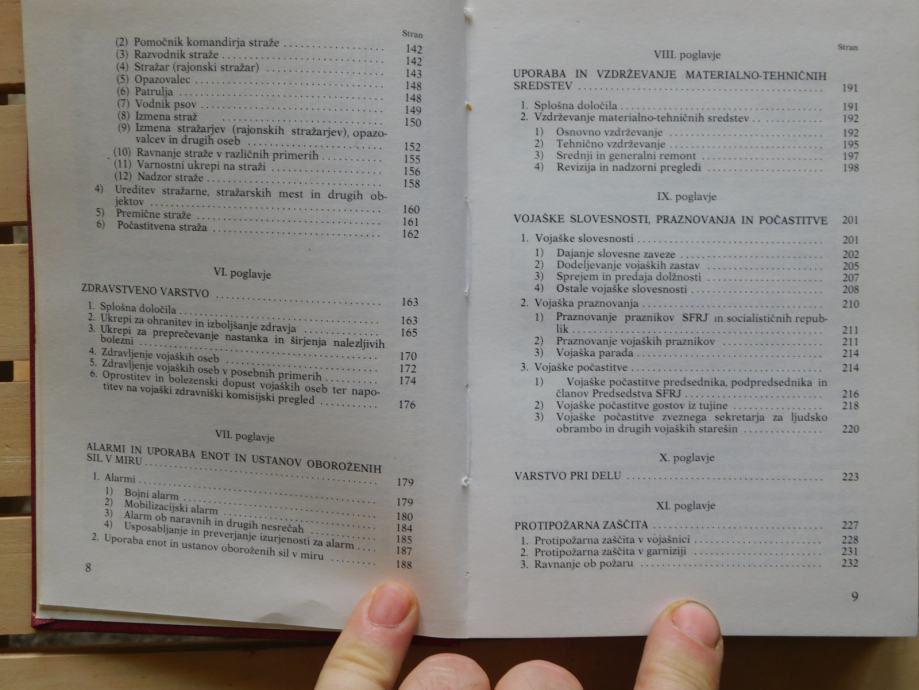 Stran
(2) Pomočnik komandirja straže 142
(3) Razvodnik straže 142
(4) Stražar (rajonski stražar) 143
(5) Opazovalec 148
(6) Patrulja 148
(7) Vodnik psov 149
(8) Izmena straž 150
(9) Izmena stražarjev (rajonskih stražarjev), opazo-
valcev in drugih oseb 152
(10) Ravnanje straže v različnih primerih 155
(11) Varnostni ukrepi na straži 156
(12) Nadzor straže 158
4) Ureditev stražarne, stražarskih mest in drugih ob-
jektov 160
5) Premične straže 161
6) Počastitvena straža 162
VI. poglavje
ZDRAVSTVENO VARSTVO 163
1. Splošna določila 163
2. Ukrepi za ohranitev in izboljšanje zdravja 165
3. Ukrepi za preprečevanje nastanka in širjenja nalezljivih
bolezni 170
4. Zdravljenje vojaških oseb 172
5. Zdravljenje vojaških oseb v posebnih primerih 174
6. Oprostitev in bolezenski dopust vojaških oseb ter napo-
titev na vojaški zdravniški komisijski pregled 176
VII. poglavje
ALARMI IN UPORABA ENOT IN USTANOV OBOROŽENIH
SIL V MIRU 179
1. Alarmi 179
1) Bojni alarm 180
2) Mobilizacijski alarm 184
3) Alarm ob naravnih in drugih nesrečah 185
4) Usposabljanje in preverjanje izurjenosti za alarm 187
2. Uporaba enot in ustanov oboroženih sil v miru 188
8
Stran
VIII. poglavje
UPORABA IN VZDRŽEVANJE MATERIALNO-TEHNIČNIH
SREDSTEV 191
1. Splošna določila 191
2. Vzdrževanje materialno-tehničnih sredstev 192
1) Osnovno vzdrževanje 192
2) Tehnično vzdrževanje 195
3) Srednji in generalni remont 197
4) Revizija in nadzorni pregledi 198
IX. poglavje
VOJAŠKE SLOVESNOSTI, PRAZNOVANJA IN POČASTITVE 201
1. Vojaške slovesnosti 201
1) Dajanje slovesne zaveze 202
2) Dodeljevanje vojaških zastav 205
3) Sprejem in predaja dolžnosti 207
4) Ostale vojaške slovesnosti 208
2. Vojaška praznovanja 210
1) Praznovanje praznikov SFRJ in socialističnih repub-
lik 211
2) Praznovanje vojaških praznikov 211
3) Vojaška parada 214
3. Vojaške počastitve 214
1) Vojaške počastitve predsednika, podpredsednika in
članov Predsedstva SFRJ 216
2) Vojaške počastitve gostov iz tujine 218
3) Vojaške počastitve zveznega sekretarja za ljudsko
obrambo in drugih vojaških starešin 220
X. poglavje
VARSTVO PRI DELU 223
XI. poglavje
PROTIPOŽARNA ZAŠČITA 227
1. Protipožarna zaščita v vojašnici 228
2. Protipožarna zaščita v garniziji 231
3. Ravnanje ob požaru 232
9